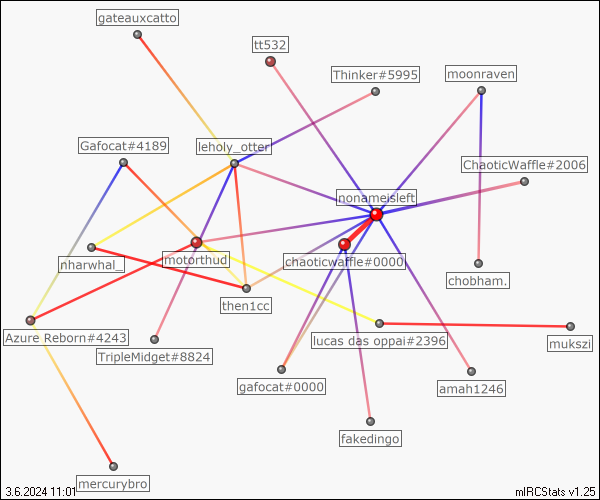 gateauxcatto
tt532
Thinker#5995
moonraven
Gafocat#4189
leholy_otter
ChaoticWaffle#2006
nonameisleft
nharwhal_
motorthud
chaoticwaffle#0000
chobham.
then1cc
Azure Reborn#4243
TripleMidget#8824
lucas das oppai#2396
mukszi
gafocat#0000
amah1246
fakedingo
mercurybro
3.6.2024 11:01
mIRCStats v1.25